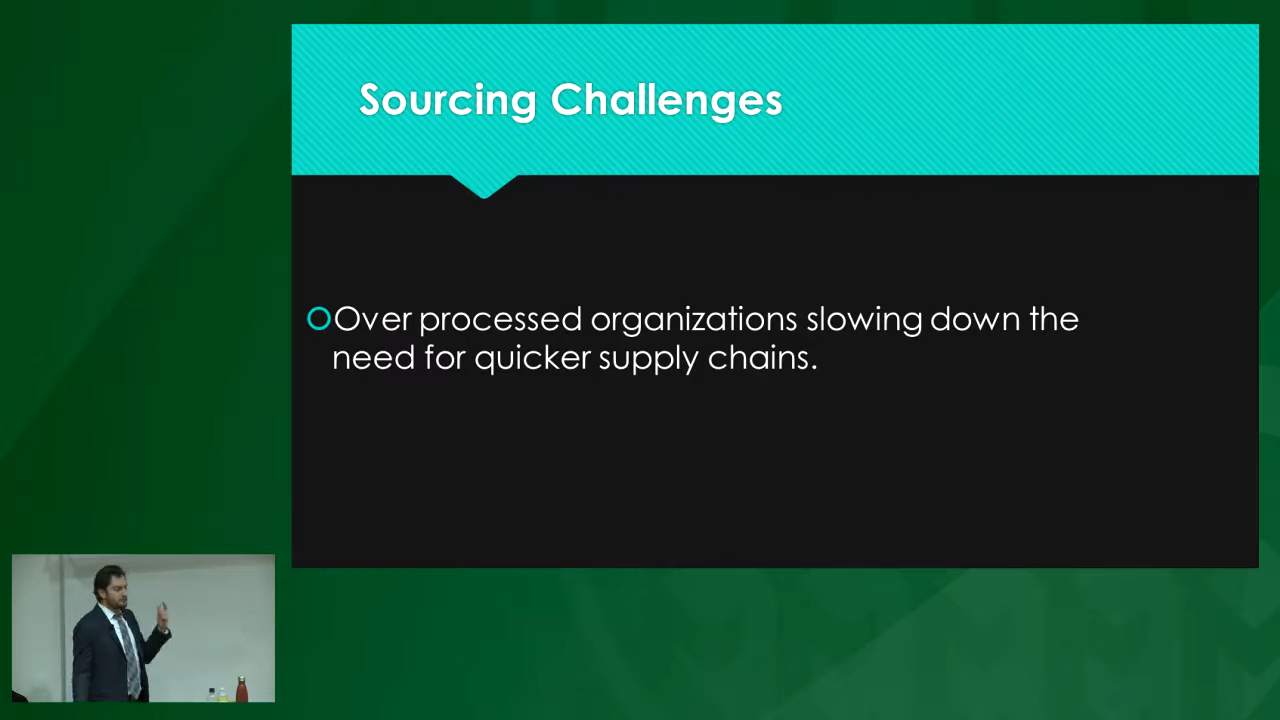 Sourcing Challenges
Over processed organizations slowing down the
need for quicker supply chains.